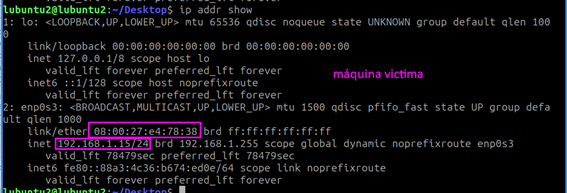 lubuntu2@lubuntu2:~/Desktop$ ip addr show
1: lo: <LOOPBACK,UP,LOWER_UP> mtu 65536 qdisc noqueue state UNKNOWN group default qlen 100
0
link/loopback 00:00:00:00:00:00 brd 00:00:00:00:00:00
inet 127.0.0.1/8 scope host lo
valid_lft forever preferred_lft forever
máquina victima
inet6 ::1/128 scope host noprefixroute
valid_lft forever preferred_lft forever
2: enp0s3: <BROADCAST,MULTICAST,UP,LOWER_UP> mtu 1500 qdisc pfifo_fast state UP group defa
ult qlen 1000
link/ether 08:00:27:e4:78:38 brd ff:ff:ff:ff:ff:ff
inet 192.168.1.15/24 brd 192.168.1.255 scope global dynamic noprefixroute enp0s3
valid_lft 78479sec preferred_lft 78479sec
inet6 fe80::88a3:4c36:b674:ed0e/64 scope link noprefixroute
valid_lft forever preferred_lft forever
lubuntu2@lubuntu2:~/Desktop$